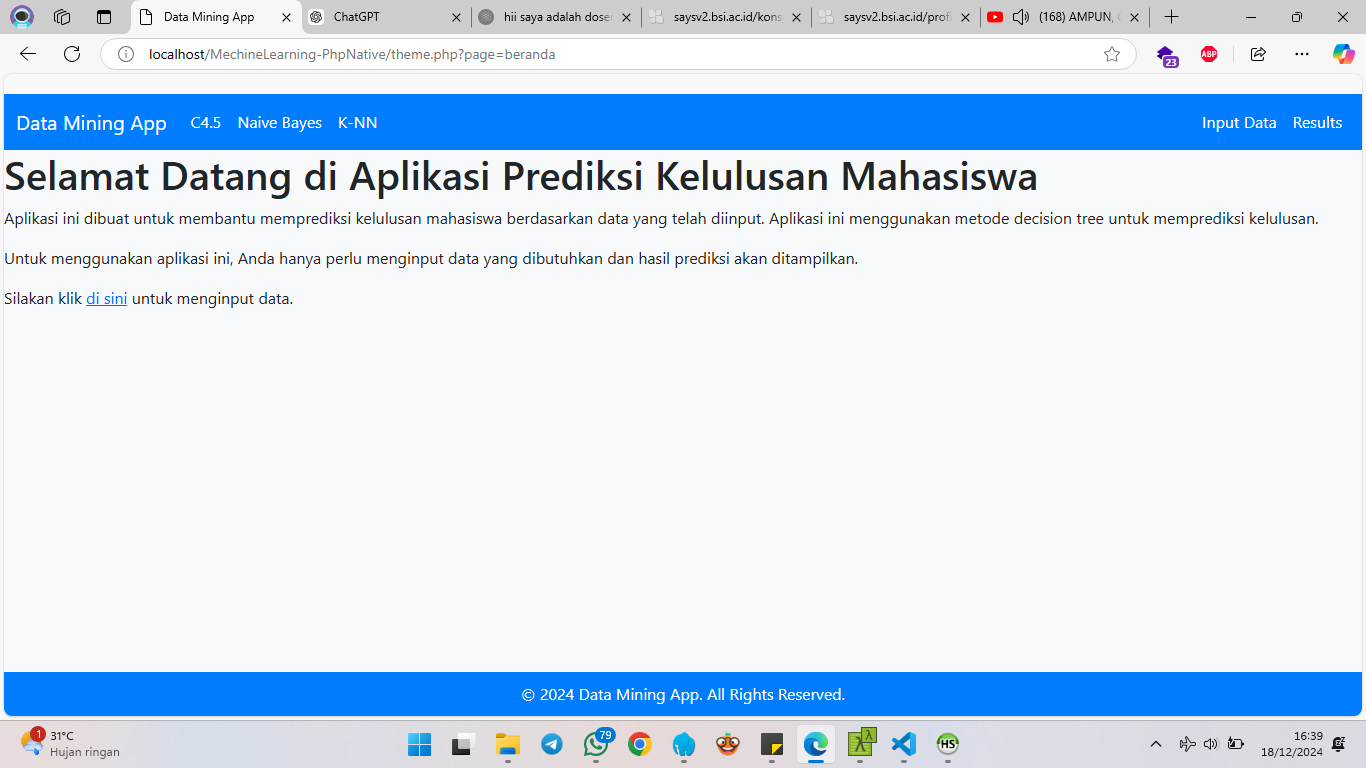 Data Mining App
ChatGPT
hii saya adalah dose
saysv2.bsi.ac.id/kons
saysv2.bsi.ac.id/prof
(168) AMPUN,
localhost/MechineLearning-PhpNative/theme.php?page=beranda
ABP
23
Data Mining App C4.5 Naive Bayes K-NN Input Data Results
Selamat Datang di Aplikasi Prediksi Kelulusan Mahasiswa
Aplikasi ini dibuat untuk membantu memprediksi kelulusan mahasiswa berdasarkan data yang telah diinput. Aplikasi ini menggunakan metode decision tree untuk memprediksi kelulusan.
Untuk menggunakan aplikasi ini, Anda hanya perlu menginput data yang dibutuhkan dan hasil prediksi akan ditampilkan.
Silakan klik di sini untuk menginput data.
© 2024 Data Mining App. All Rights Reserved.
1
31°C
Hujan ringan
79
λ
λ
HS
16:39
18/12/2024